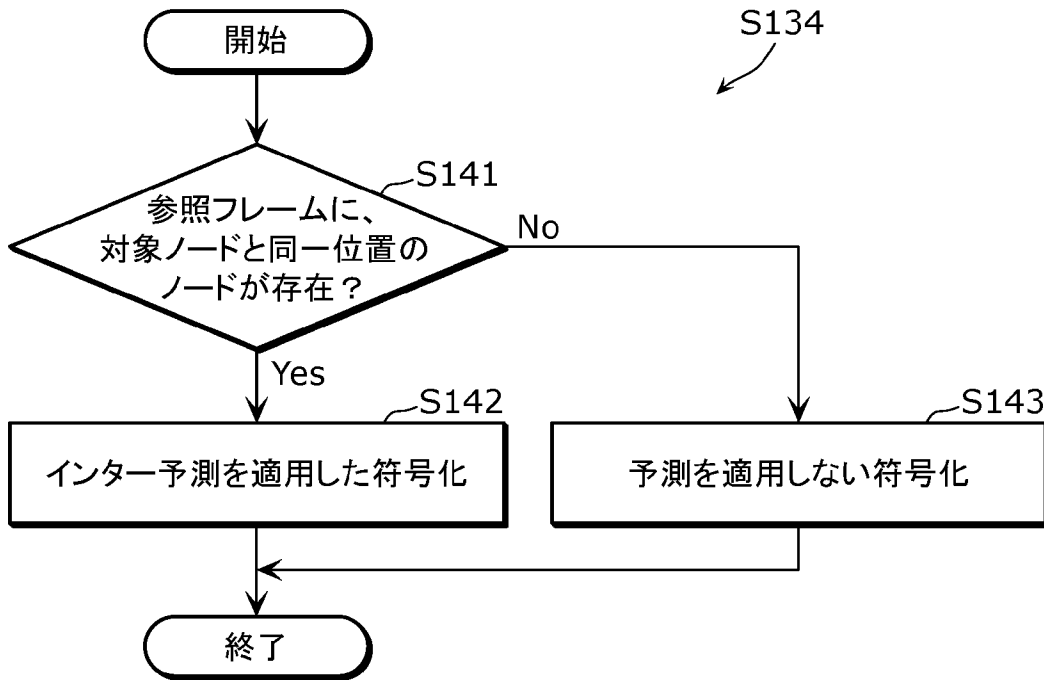 開始
S134
S141
参照フレームに、
対象ノードと同一位置の
ノードが存在？
No
Yes
S142
インター予測を適用した符号化
S143
予測を適用しない符号化
終了